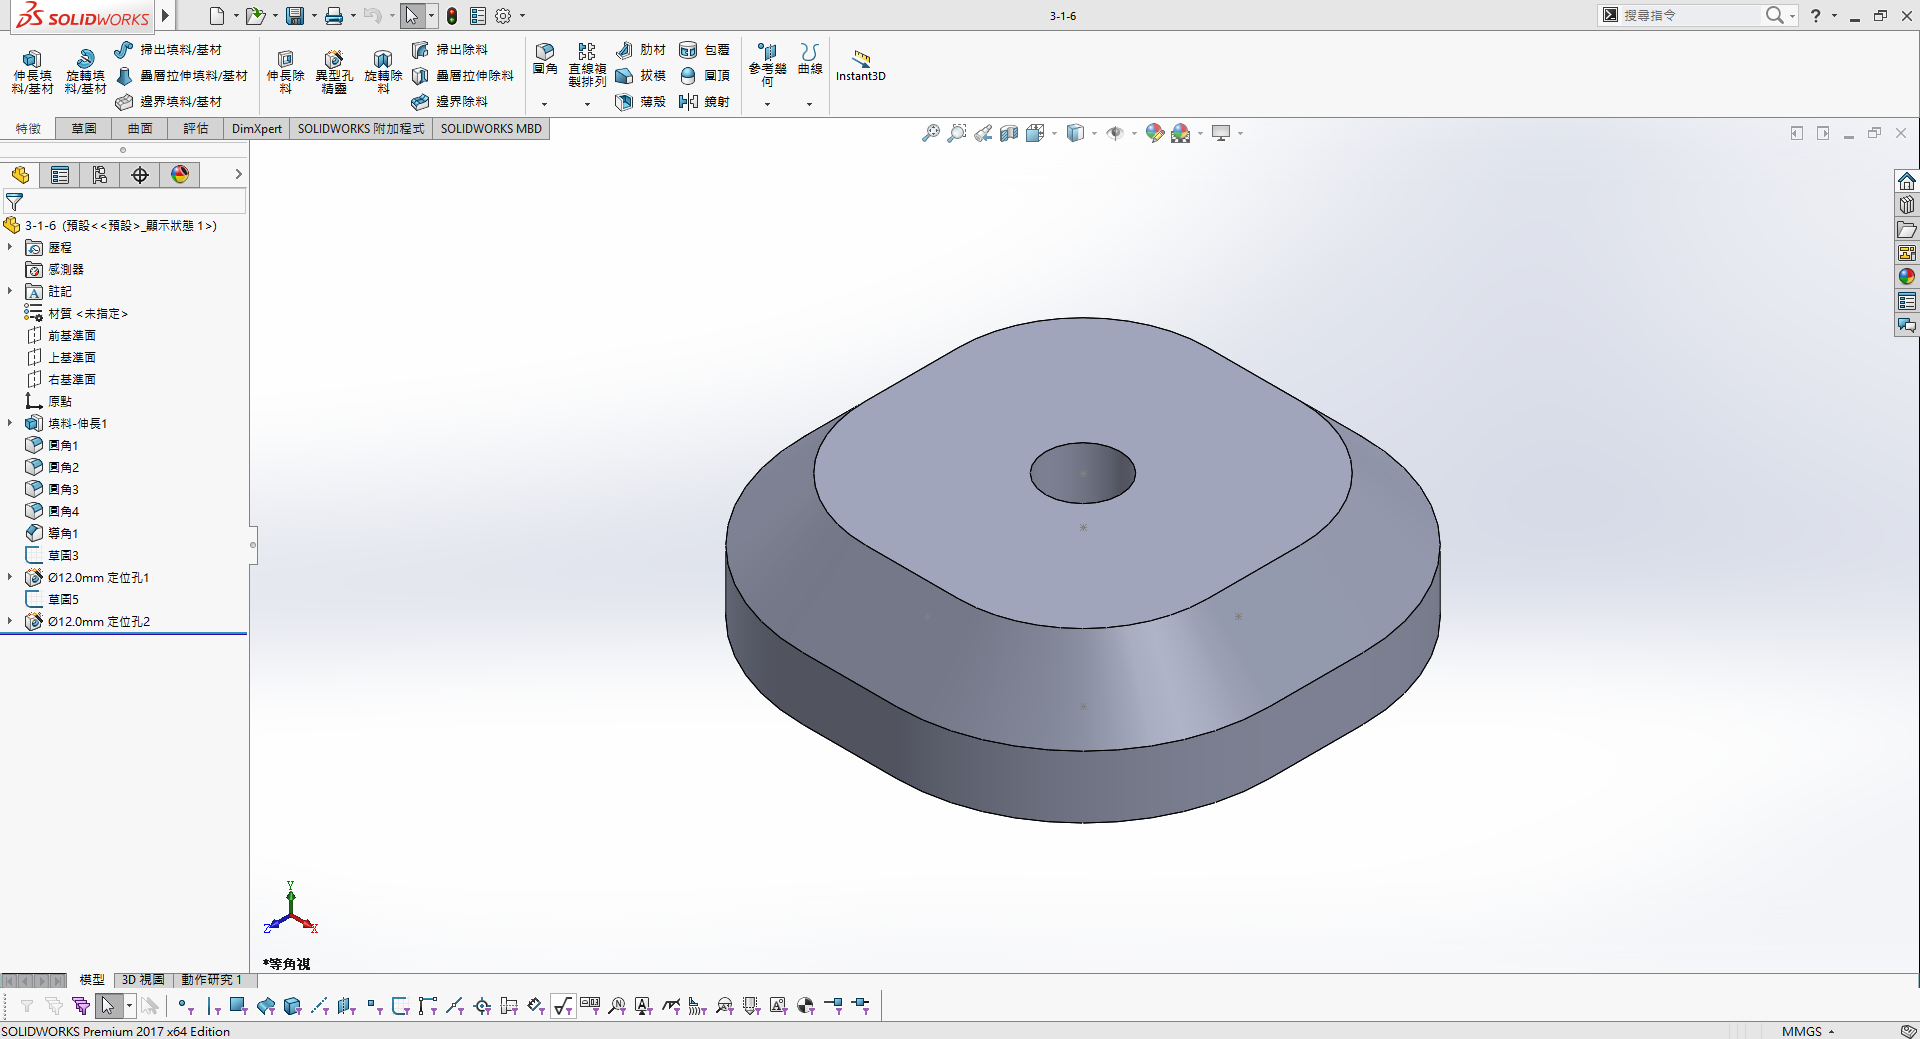 SOLIDWORKS
3-1-6
搜尋指令
伸長填料/基材
旋轉填料/基材
掃出填料/基材
疊層拉伸填料/基材
邊界填料/基材
伸長除料
異型孔精靈
旋轉除料
掃出除料
疊層拉伸除料
邊界除料
圓角
直線複製排列
肋材
拔模
薄殼
包覆
圓頂
鏡射
參考幾何
曲線
Instant3D
特徵
草圖
曲面
評估
DimXpert
SOLIDWORKS 附加程式
SOLIDWORKS MBD
3-1-6 (預設<<預設>_顯示狀態 1>)
歷程
感測器
註記
材質 <未指定>
前基準面
上基準面
右基準面
原點
填料-伸長1
圓角1
圓角2
圓角3
圓角4
導角1
草圖3
Ø12.0mm 定位孔1
草圖5
Ø12.0mm 定位孔2
Y
Z
X
*等角視
模型
3D 視圖
動作研究 1
SOLIDWORKS Premium 2017 x64 Edition
MMGS